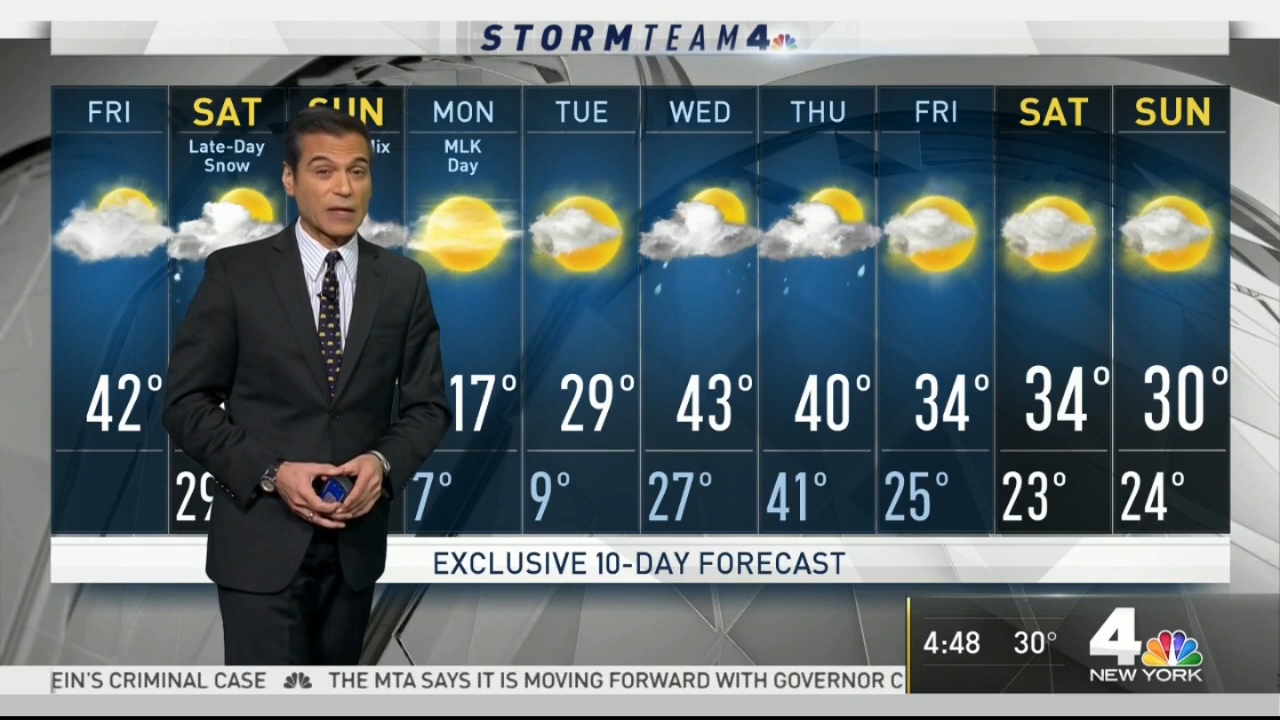 STORMTEAM4
FRI SAT SUN MON TUE WED THU FRI SAT SUN
Late-Day
Snow
MLK
Day
42° 17° 29° 43° 40° 34° 34° 30°
29 7° 9° 27° 41° 25° 23° 24°
EXCLUSIVE 10-DAY FORECAST
4:48 30° 4
NEW YORK
EIN'S CRIMINAL CASE THE MTA SAYS IT IS MOVING FORWARD WITH GOVERNOR C